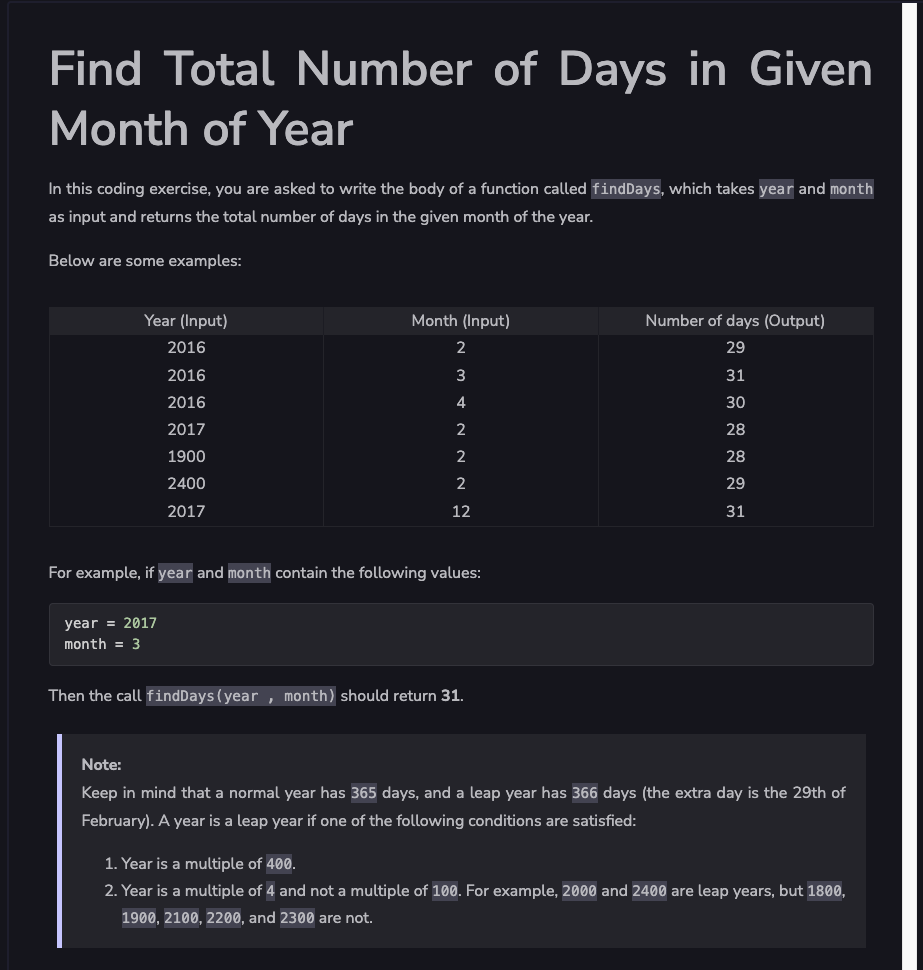 Find Total Number of Days in Given
Month of Year
In this coding exercise, you are asked to write the body of a function called findDays, which takes year and month
as input and returns the total number of days in the given month of the year.
Below are some examples:
Year (Input) Month (Input) Number of days (Output)
2016 2 29
2016 3 31
2016 4 30
2017 2 28
1900 2 28
2400 2 29
2017 12 31
For example, if year and month contain the following values:
year = 2017
month = 3
Then the call findDays(year , month) should return 31.
Note:
Keep in mind that a normal year has 365 days, and a leap year has 366 days (the extra day is the 29th of
February). A year is a leap year if one of the following conditions are satisfied:
1. Year is a multiple of 400.
2. Year is a multiple of 4 and not a multiple of 100. For example, 2000 and 2400 are leap years, but 1800,
1900, 2100, 2200, and 2300 are not.